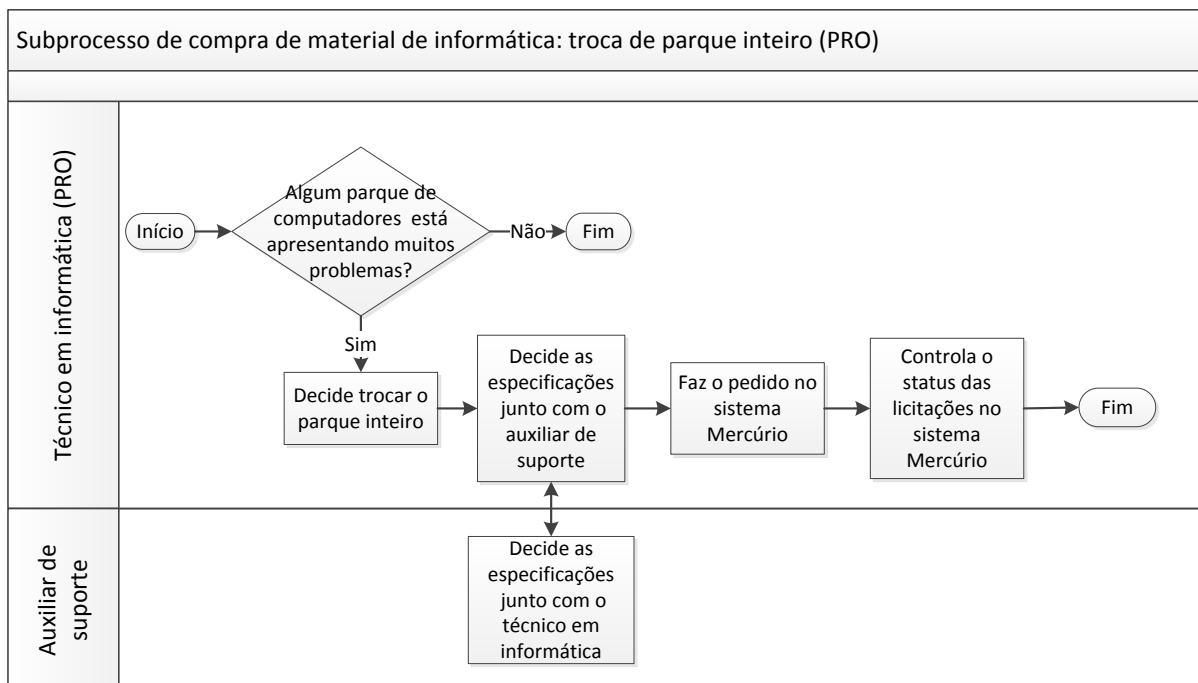 Subprocesso de compra de material de informática: troca de parque inteiro (PRO)
Técnico em informática (PRO)
Início
Algum parque de
computadores está
apresentando muitos
problemas?
Não
Fim
Sim
Decide trocar o
parque inteiro
Decide as
especificações
junto com o
auxiliar de
suporte
Faz o pedido no
sistema
Mercúrio
Controla o
status das
licitações no
sistema
Mercúrio
Fim
Auxiliar de
suporte
Decide as
especificações
junto com o
técnico em
informática